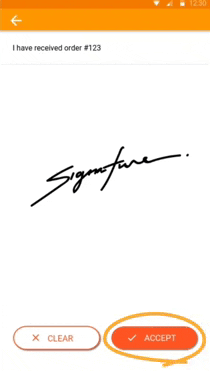 12:30
I have received order #123
Signature.
CLEAR
ACCEPT